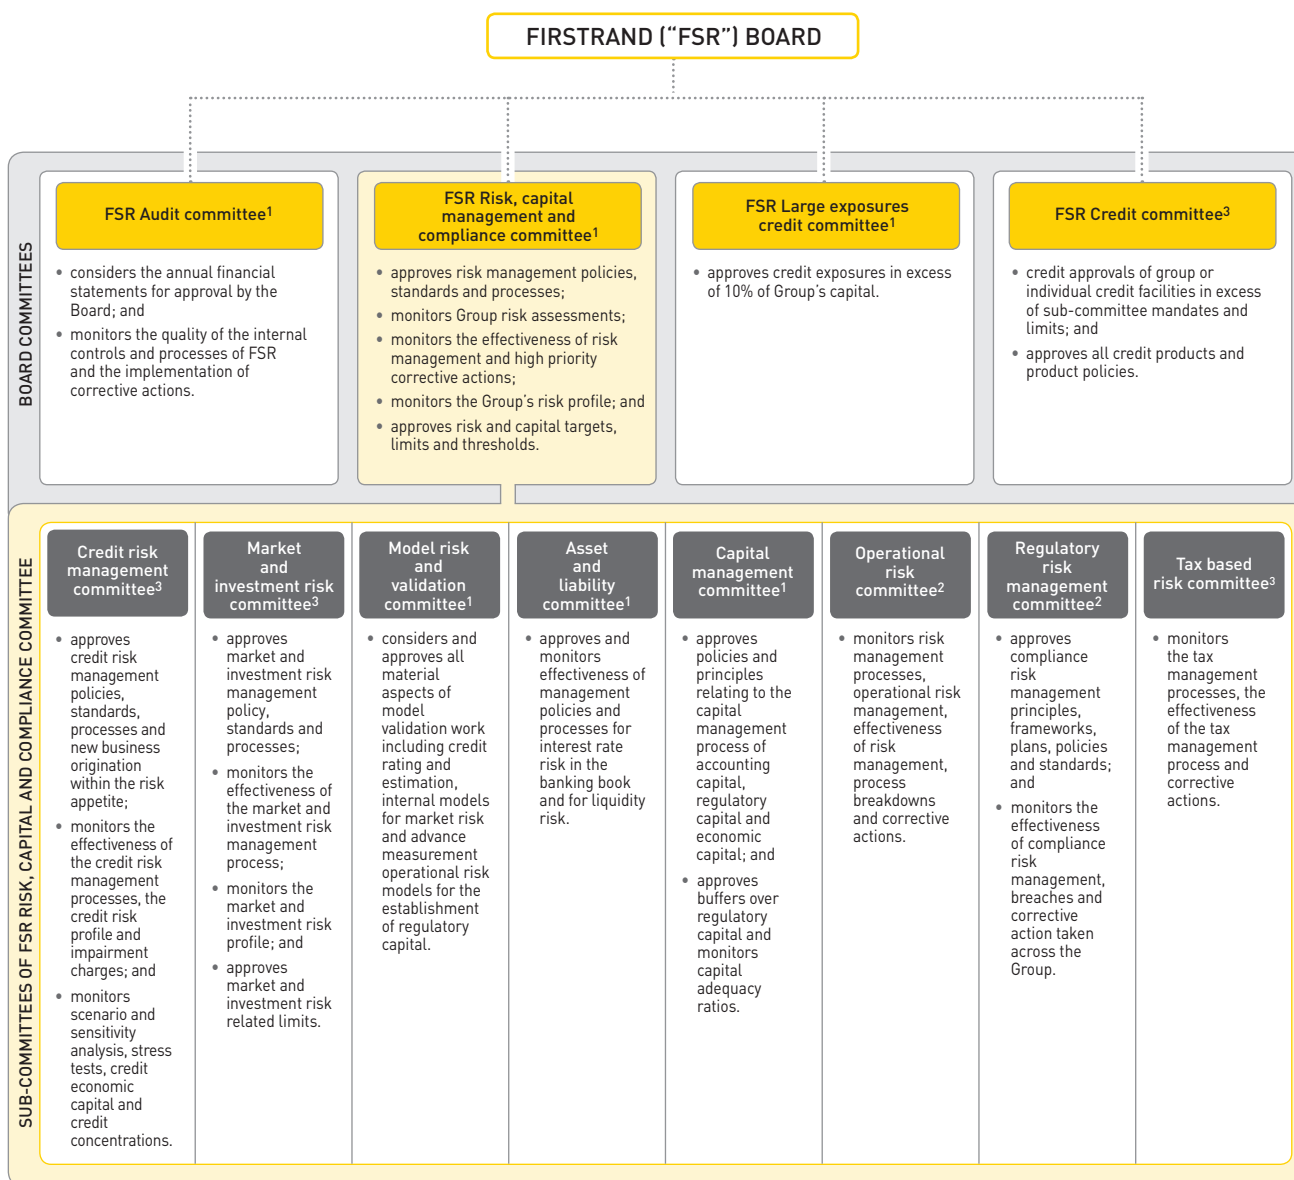 FIRSTRAND (“FSR”) BOARD
BOARD COMMITTEES
FSR Audit committee1
• considers the annual financial
statements for approval by the
Board; and
• monitors the quality of the internal
controls and processes of FSR
and the implementation of
corrective actions.
FSR Risk, capital
management and
compliance committee1
• approves risk management policies,
standards and processes;
• monitors Group risk assessments;
• monitors the effectiveness of risk
management and high priority
corrective actions;
• monitors the Group’s risk profile; and
• approves risk and capital targets,
limits and thresholds.
FSR Large exposures
credit committee1
• approves credit exposures in excess
of 10% of Group’s capital.
FSR Credit committee3
• credit approvals of group or
individual credit facilities in excess
of sub-committee mandates and
limits; and
• approves all credit products and
product policies.
SUB-COMMITTEES OF FSR RISK, CAPITAL AND COMPLIANCE COMMITTEE
Credit risk
management
committee3
• approves
credit risk
management
policies,
standards,
processes and
new business
origination
within the risk
appetite;
• monitors the
effectiveness of
the credit risk
management
processes, the
credit risk
profile and
impairment
charges; and
• monitors
scenario and
sensitivity
analysis, stress
tests, credit
economic
capital and
credit
concentrations.
Market
and
investment risk
committee3
• approves
market and
investment risk
management
policy,
standards and
processes;
• monitors the
effectiveness of
the market and
investment risk
management
process;
• monitors the
market and
investment risk
profile; and
• approves
market and
investment risk
related limits.
Model risk
and
validation
committee1
• considers and
approves all
material
aspects of
model
validation work
including credit
rating and
estimation,
internal models
for market risk
and advance
measurement
operational risk
models for the
establishment
of regulatory
capital.
Asset
and
liability
committee1
• approves and
monitors
effectiveness of
management
policies and
processes for
interest rate
risk in the
banking book
and for liquidity
risk.
Capital
management
committee1
• approves
policies and
principles
relating to the
capital
management
process of
accounting
capital,
regulatory
capital and
economic
capital; and
• approves
buffers over
regulatory
capital and
monitors
capital
adequacy
ratios.
Operational
risk
committee2
• monitors risk
management
processes,
operational risk
management,
effectiveness
of risk
management,
process
breakdowns
and corrective
actions.
Regulatory
risk
management
committee2
• approves
compliance
risk
management
principles,
frameworks,
plans, policies
and standards;
and
• monitors the
effectiveness
of compliance
risk
management,
breaches and
corrective
action taken
across the
Group.
Tax based
risk committee3
• monitors
the tax
management
processes, the
effectiveness
of the tax
management
process and
corrective
actions.